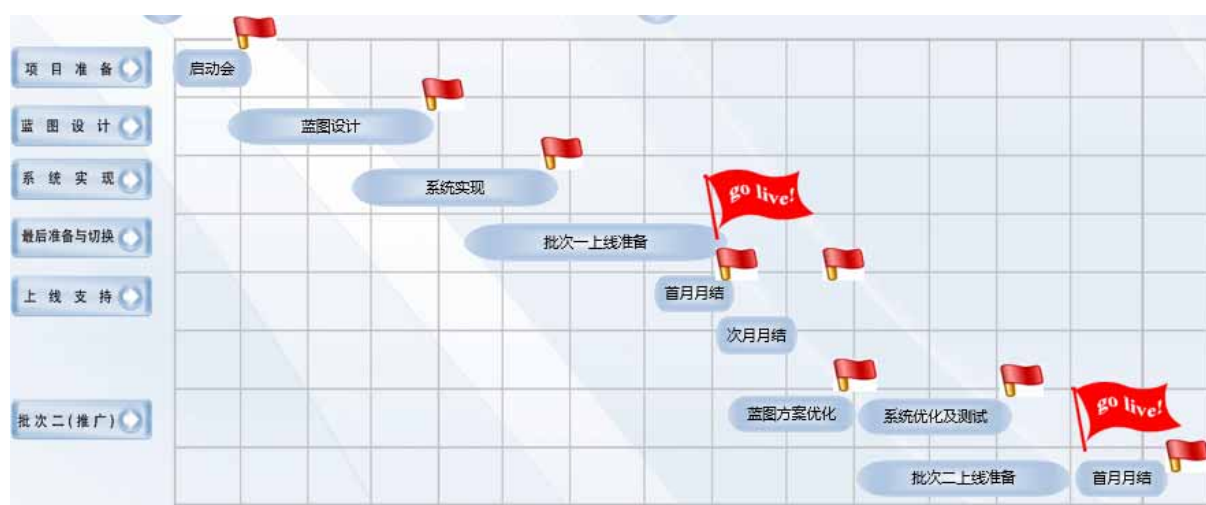 项目准备
启动会
蓝图设计
蓝图设计
系统实现
系统实现
go live!
最后准备与切换
批次一上线准备
上线支持
首月月结
次月月结
批次二(推广)
蓝图方案优化
系统优化及测试
go live!
批次二上线准备
首月月结